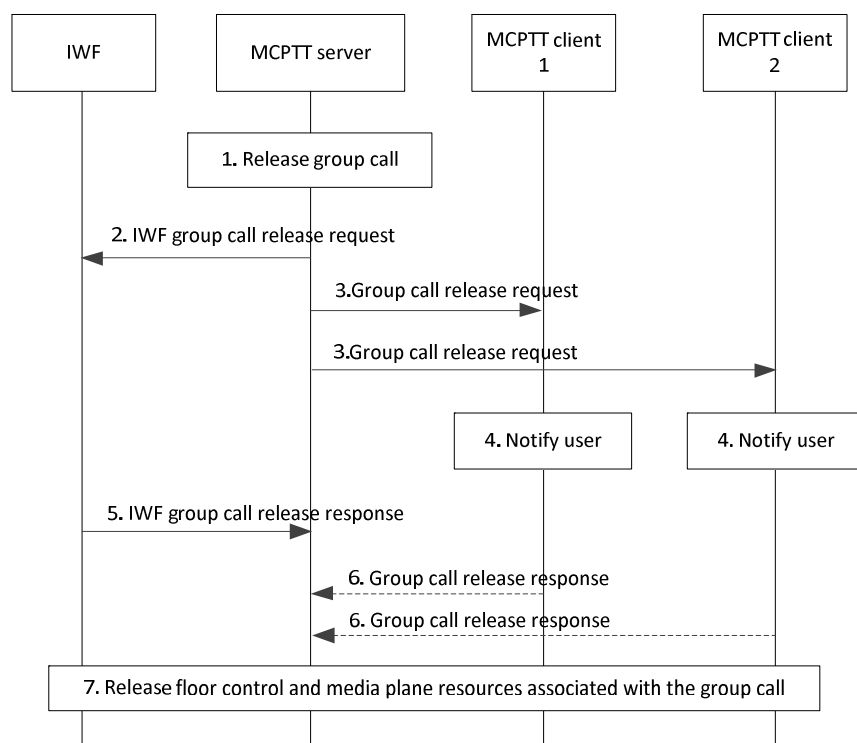 IWF
MCPTT server
MCPTT client
1
MCPTT client
2
1. Release group call
2. IWF group call release request
3.Group call release request
3.Group call release request
4. Notify user
4. Notify user
5. IWF group call release response
6. Group call release response
6. Group call release response
7. Release floor control and media plane resources associated with the group call